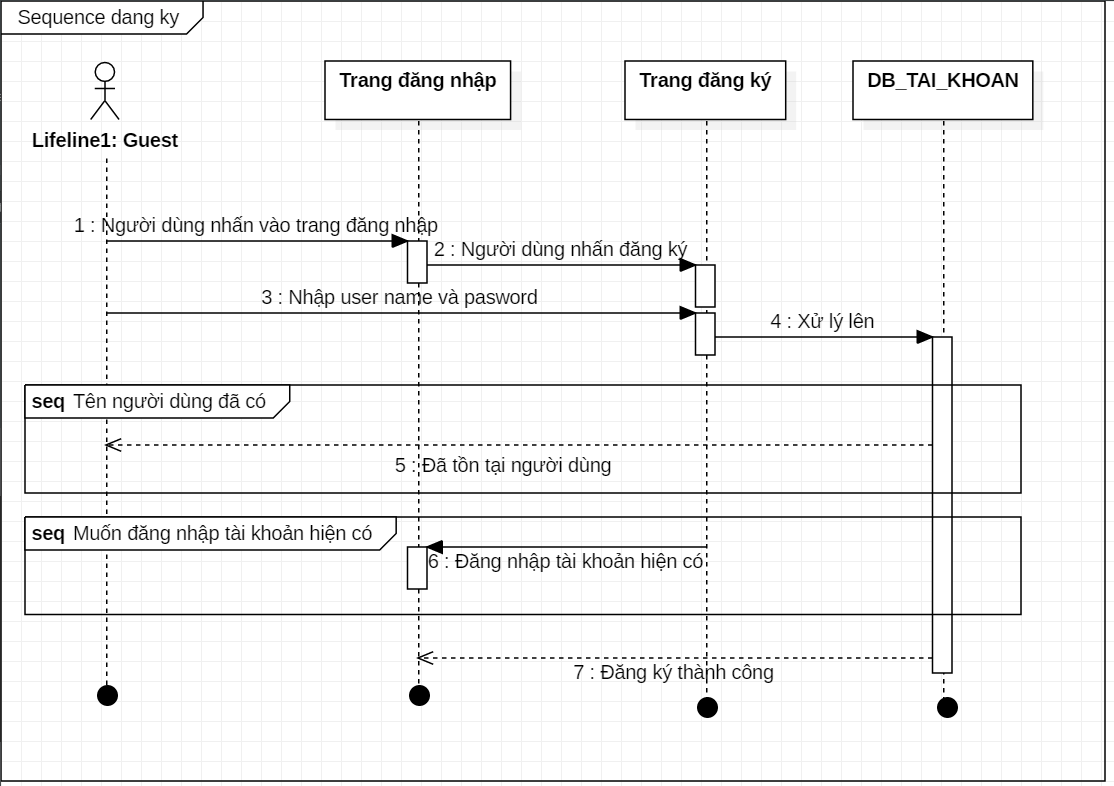 Sequence dang ky
Trang đăng nhập
Trang đăng ký
DB_TAI_KHOAN
Lifeline1: Guest
1 : Người dùng nhấn vào trang đăng nhập
2 : Người dùng nhấn đăng ký
3 : Nhập user name và pasword
4 : Xử lý lên
seq Tên người dùng đã có
5 : Đã tồn tại người dùng
seq Muốn đăng nhập tài khoản hiện có
6 : Đăng nhập tài khoản hiện có
7 : Đăng ký thành công